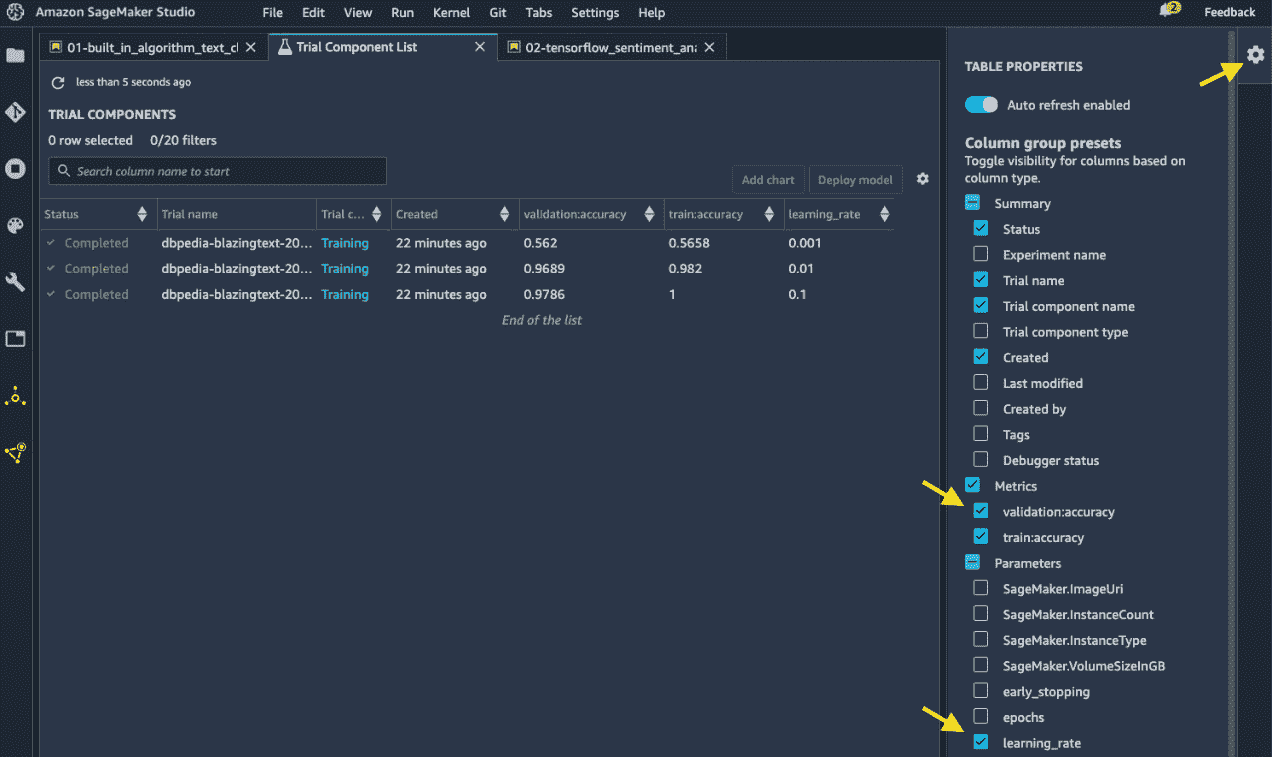 Amazon SageMaker Studio File Edit View Run Kernel Git Tabs Settings Help 2 Feedback
01-built_in_algorithm_text_cl Trial Component List 02-tensorflow_sentiment_ana
less than 5 seconds ago
TRIAL COMPONENTS
0 row selected 0/20 filters
Search column name to start
Add chart Deploy model
Status Trial name Trial c... Created validation:accuracy train:accuracy learning_rate
Completed dbpedia-blazingtext-20... Training 22 minutes ago 0.562 0.5658 0.001
Completed dbpedia-blazingtext-20... Training 22 minutes ago 0.9689 0.982 0.01
Completed dbpedia-blazingtext-20... Training 22 minutes ago 0.9786 1 0.1
End of the list
TABLE PROPERTIES
Auto refresh enabled
Column group presets
Toggle visibility for columns based on
column type.
Summary
Status
Experiment name
Trial name
Trial component name
Trial component type
Created
Last modified
Created by
Tags
Debugger status
Metrics
validation:accuracy
train:accuracy
Parameters
SageMaker.ImageUri
SageMaker.InstanceCount
SageMaker.InstanceType
SageMaker.VolumeSizeInGB
early_stopping
epochs
learning_rate